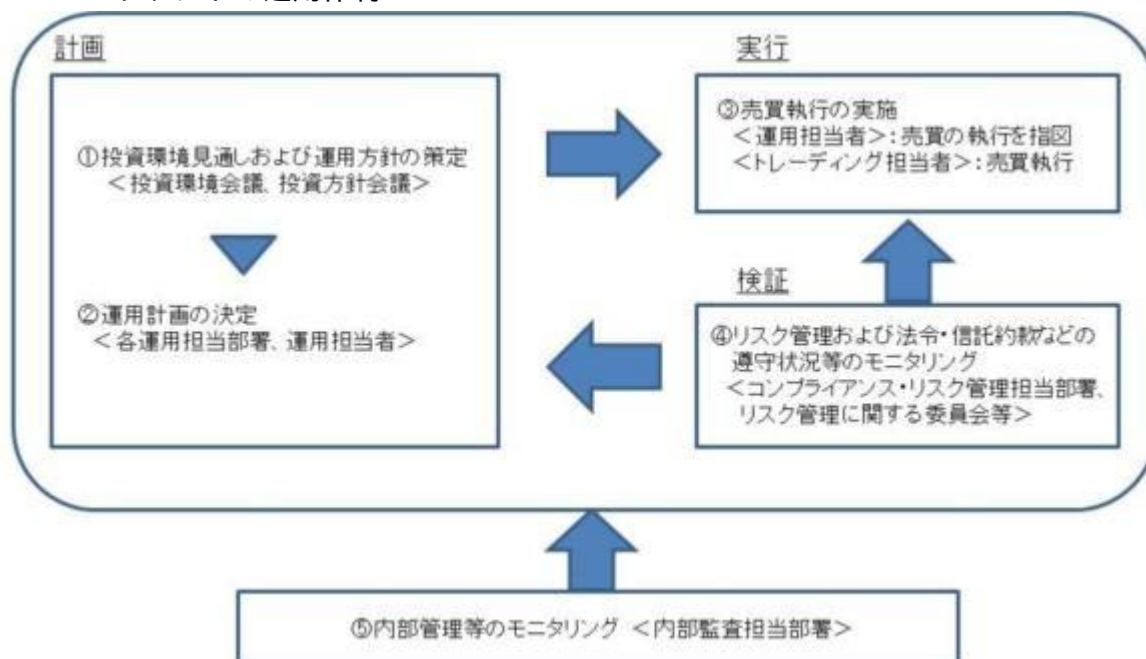 計画
①投資環境見通しおよび運用方針の策定
＜投資環境会議、投資方針会議＞
②運用計画の決定
＜各運用担当部署、運用担当者＞
実行
③売買執行の実施
＜運用担当者＞：売買の執行を指図
＜トレーディング担当者＞：売買執行
検証
④リスク管理および法令・信託約款などの
遵守状況等のモニタリング
＜コンプライアンス・リスク管理担当部署、
リスク管理に関する委員会等＞
⑤内部管理等のモニタリング ＜内部監査担当部署＞